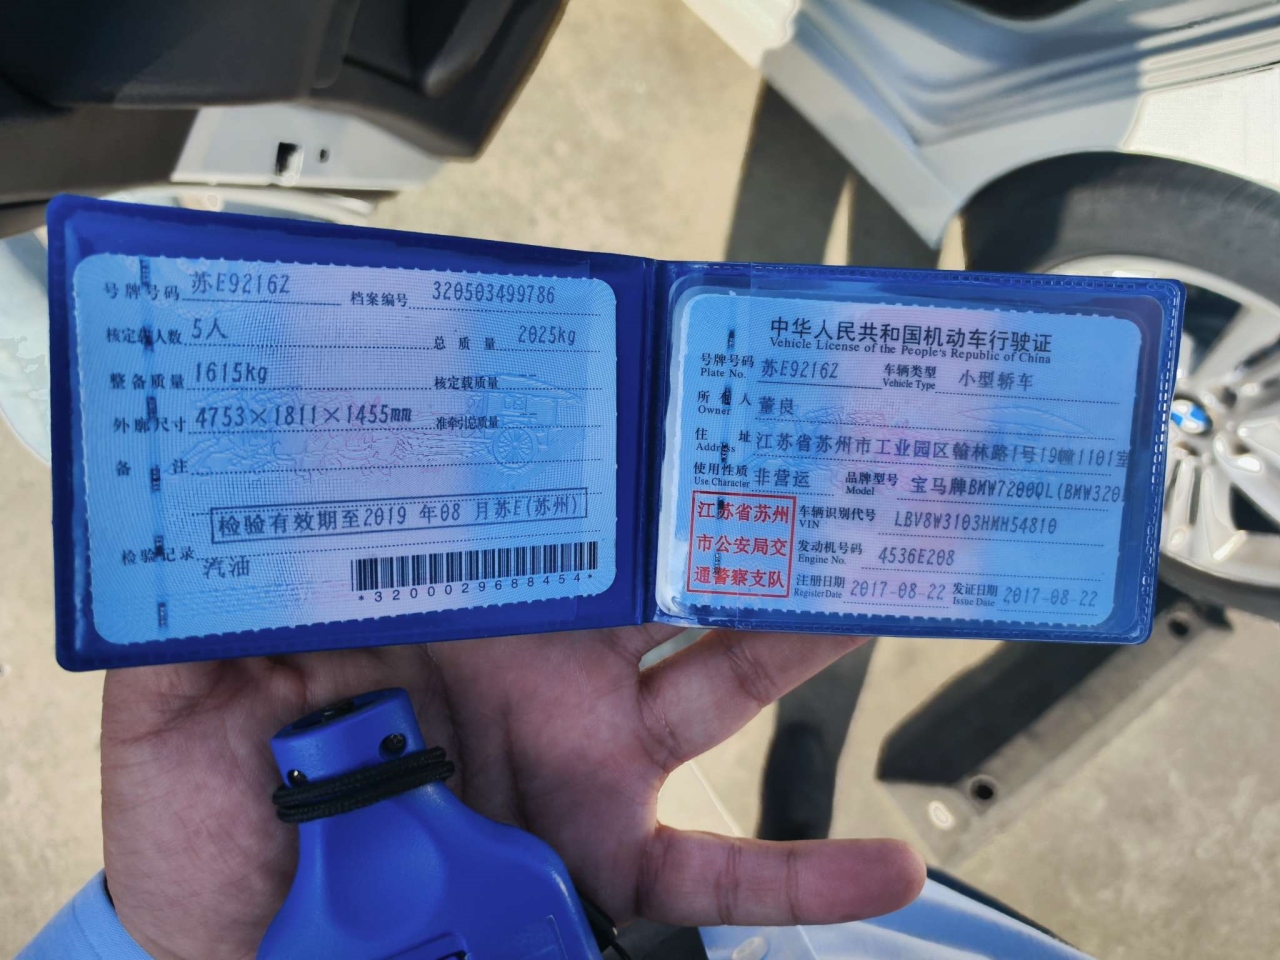 号牌号码 苏E9216Z 档案编号 320503499786
核定载人数 5人 总质量 2025kg
整备质量 1615kg 核定载质量
外廓尺寸 4753×1811×1455mm 准牵引总质量
备注
检验有效期至2019 年08 月苏E(苏州)
检验记录
汽油
*3200029688454*
中华人民共和国机动车行驶证
Vehicle License of the People's Republic of China
号牌号码 苏E9216Z 车辆类型 小型轿车
Plate No. Vehicle Type
所有人 董良
Owner
住址 江苏省苏州市工业园区翰林路1号19幢1101室
Address
使用性质 非营运 品牌型号 宝马牌BMW7200QL(BMW320
Use Character Model
江苏省苏州
市公安局交
通警察支队
车辆识别代号 LBV8W3103HMH54810
VIN
发动机号码 4536E208
Engine No.
注册日期 2017-08-22 发证日期 2017-08-22
Register Date Issue Date